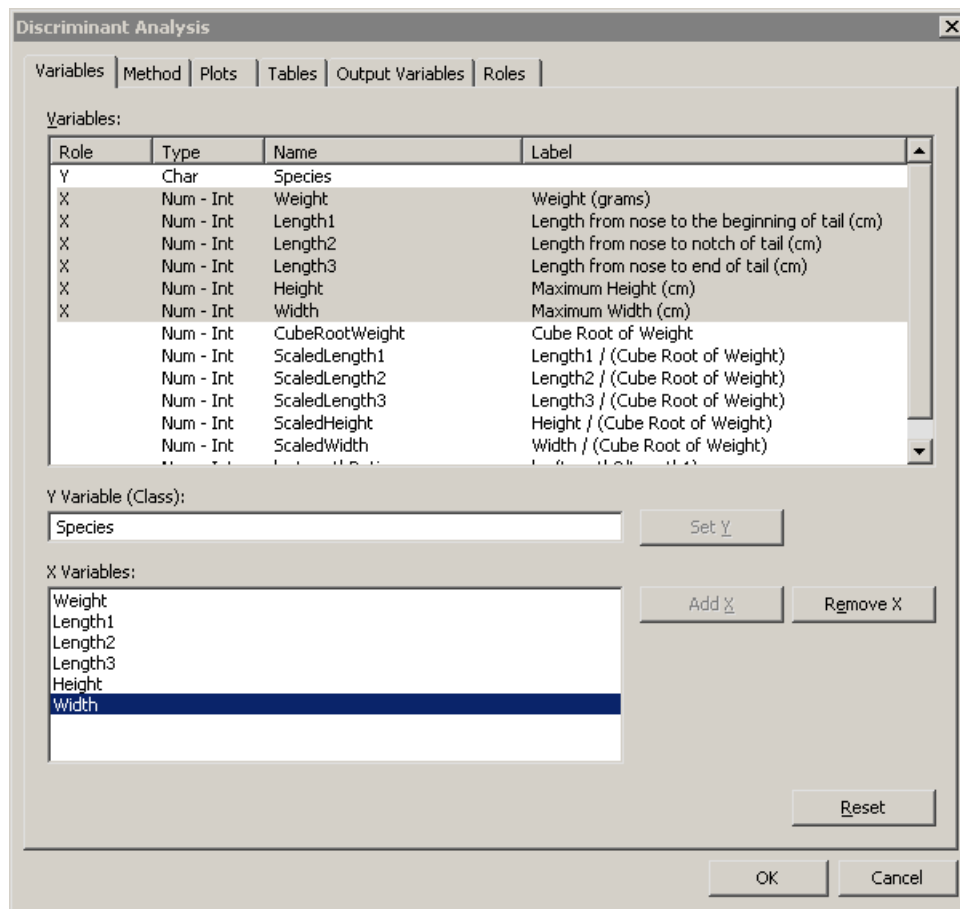 Discriminant Analysis
Variables Method Plots Tables Output Variables Roles
Variables:
Role Type Name Label
Y Char Species
X Num - Int Weight Weight (grams)
X Num - Int Length1 Length from nose to the beginning of tail (cm)
X Num - Int Length2 Length from nose to notch of tail (cm)
X Num - Int Length3 Length from nose to end of tail (cm)
X Num - Int Height Maximum Height (cm)
X Num - Int Width Maximum Width (cm)
Num - Int CubeRootWeight Cube Root of Weight
Num - Int ScaledLength1 Length1 / (Cube Root of Weight)
Num - Int ScaledLength2 Length2 / (Cube Root of Weight)
Num - Int ScaledLength3 Length3 / (Cube Root of Weight)
Num - Int ScaledHeight Height / (Cube Root of Weight)
Num - Int ScaledWidth Width / (Cube Root of Weight)
Y Variable (Class):
Species Set Y
X Variables:
Weight
Length1
Length2
Length3
Height
Width
Add X Remove X
Reset
OK Cancel